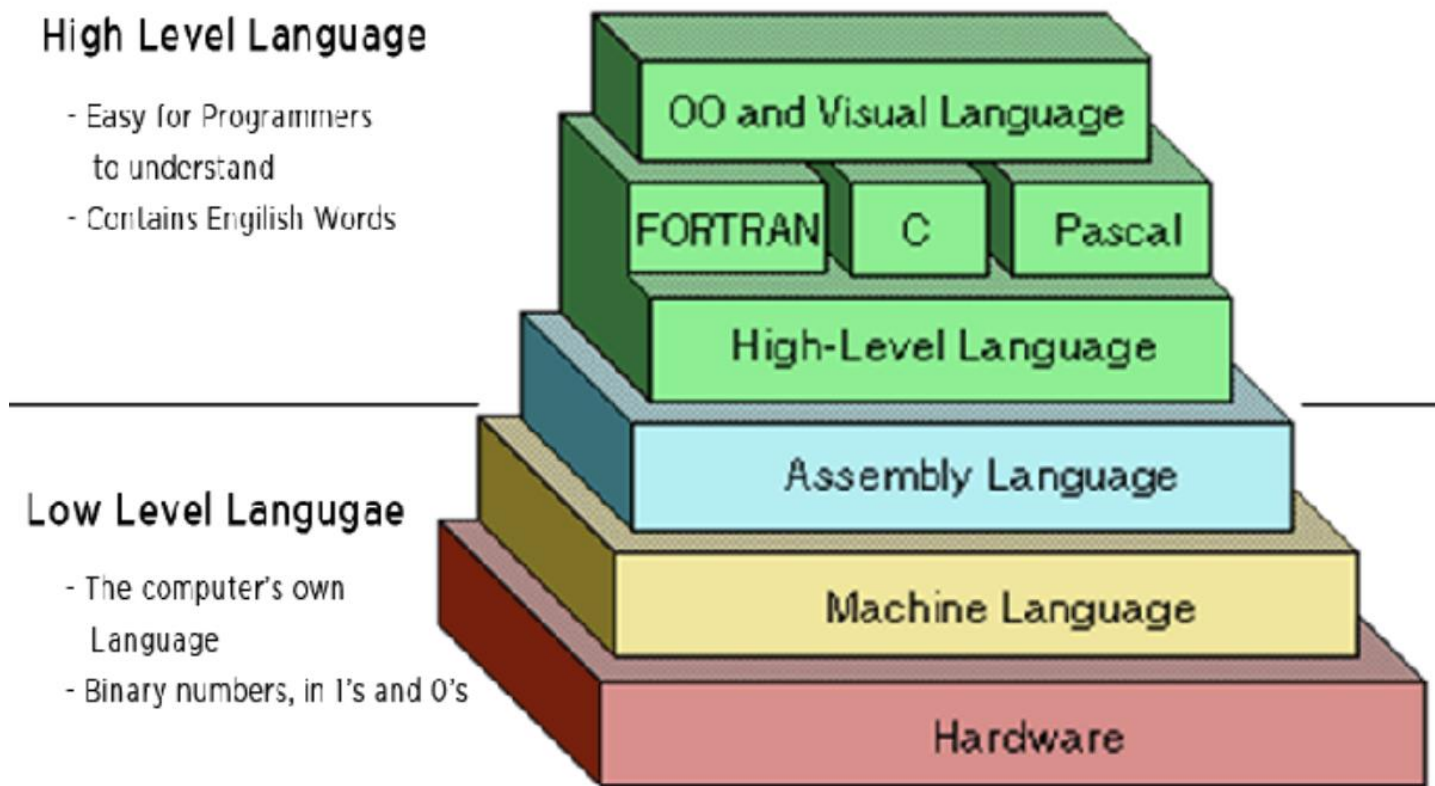 High Level Language
- Easy for Programmers
to understand
- Contains Engilish Words
OO and Visual Language
FORTRAN
C
Pascal
High-Level Language
Assembly Language
Low Level Langugae
- The computer's own
Language
- Binary numbers, in 1's and 0's
Machine Language
Hardware